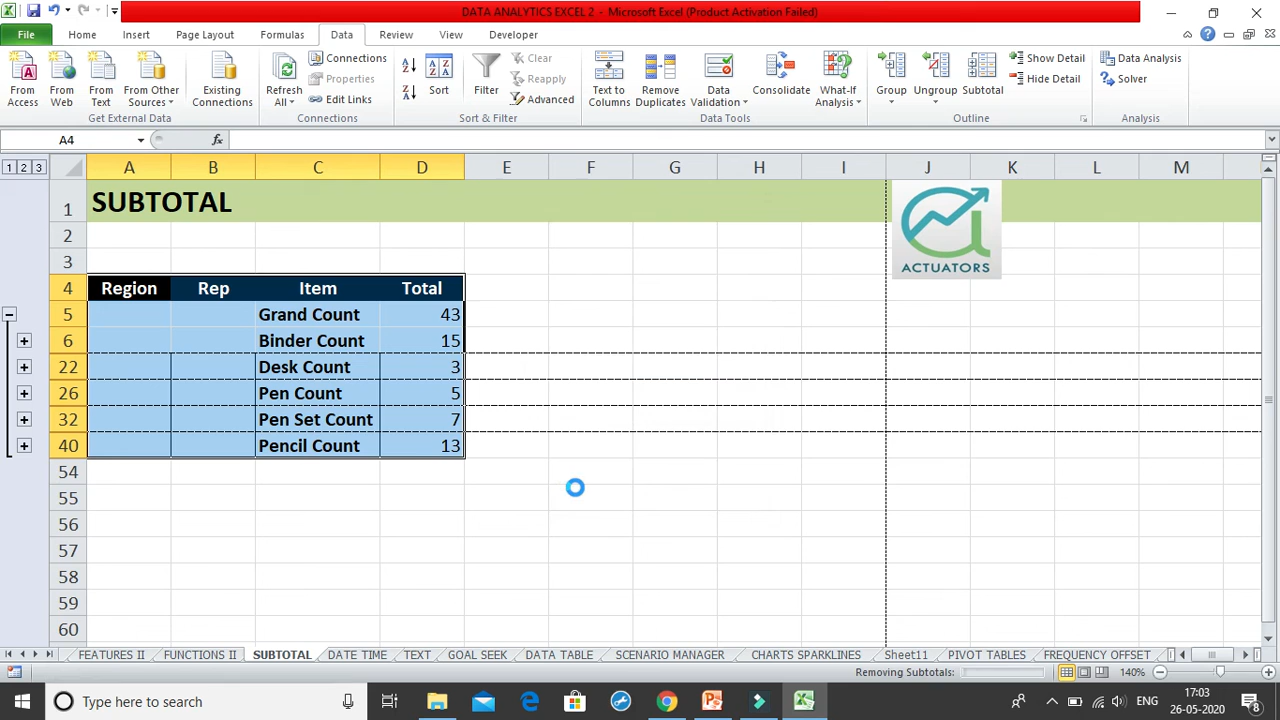 DATA ANALYTICS EXCEL 2 - Microsoft Excel (Product Activation Failed)
File Home Insert Page Layout Formulas Data Review View Developer
From Access
From Web
From Text
From Other Sources
Existing Connections
Get External Data
Refresh All
Connections
Properties
Edit Links
Connections
Sort
Filter
Clear
Reapply
Advanced
Sort & Filter
Text to Columns
Remove Duplicates
Data Validation
Consolidate
What-If Analysis
Data Tools
Group
Ungroup
Subtotal
Show Detail
Hide Detail
Outline
Data Analysis
Solver
Analysis
A4 fx
1 2 3
A B C D E F G H I J K L M
1 SUBTOTAL
ACTUATORS
2
3
4 Region Rep Item Total
5 Grand Count 43
6 Binder Count 15
22 Desk Count 3
26 Pen Count 5
32 Pen Set Count 7
40 Pencil Count 13
54
55
56
57
58
59
60
FEATURES II FUNCTIONS II SUBTOTAL DATE TIME TEXT GOAL SEEK DATA TABLE SCENARIO MANAGER CHARTS SPARKLINES Sheet11 PIVOT TABLES FREQUENCY OFFSET
Removing Subtotals: 140%
Type here to search
ENG
17:03
26-05-2020
8